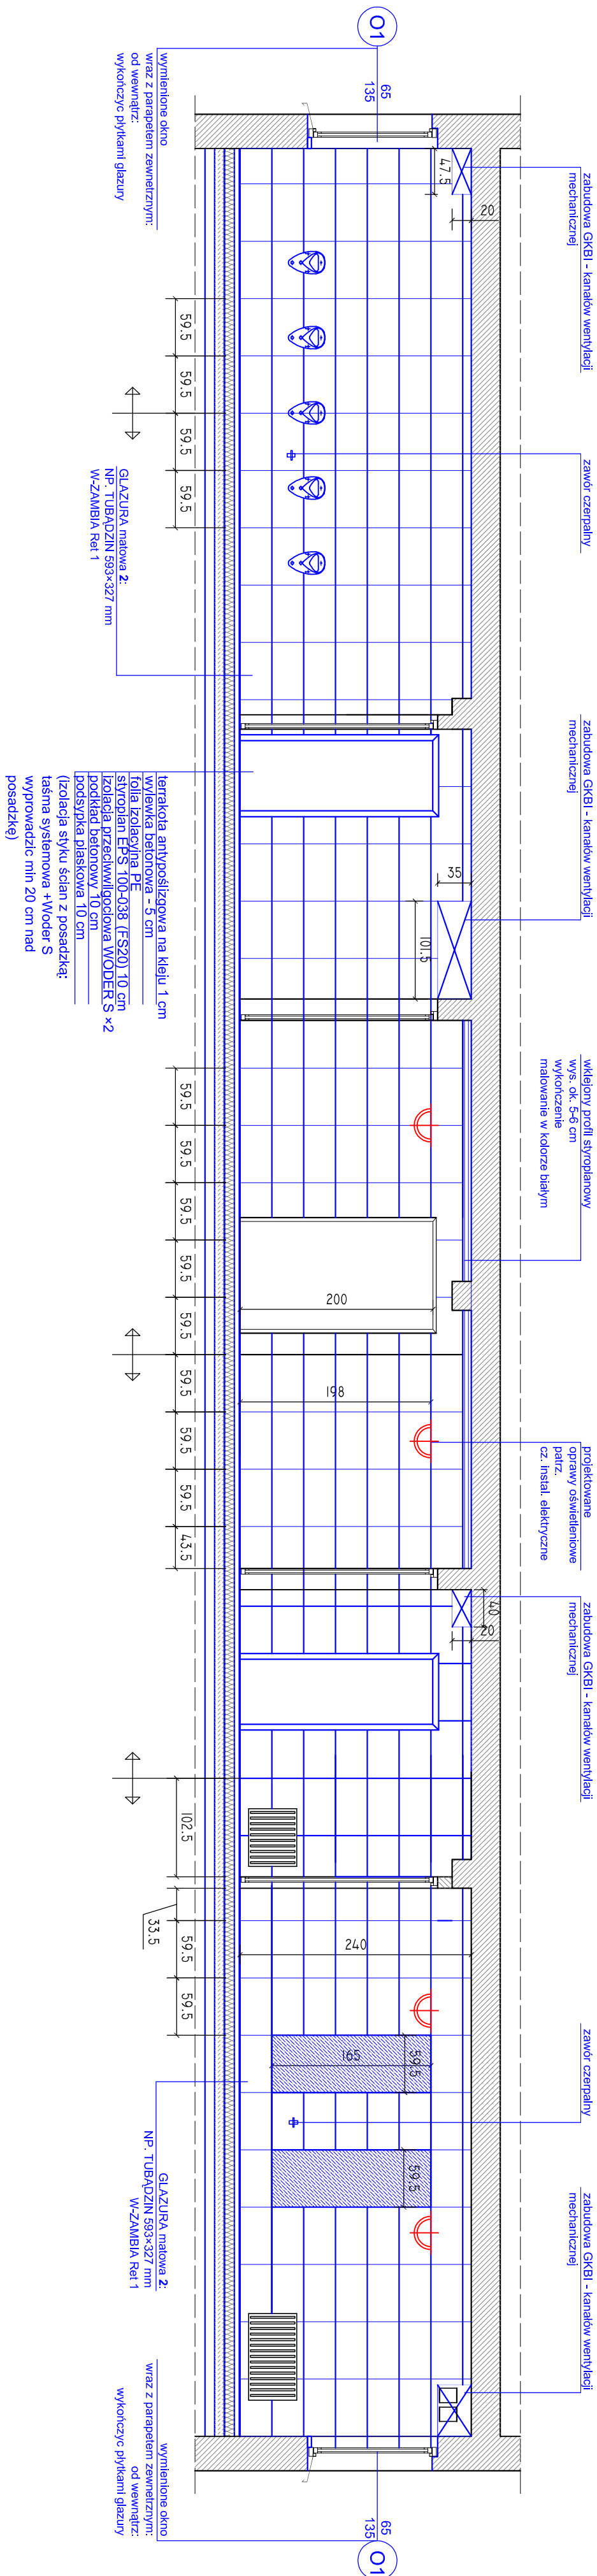 O1
65
135
wymienione okno
wraz z parapetem zewnetrznym:
od wewnątrz:
wykończyc płytkami glazury
zabudowa GKBI - kanałów wentylacji
mechanicznej
47.5
20
59.5
59.5
59.5
zawór czerpalny
GLAZURA matowa 2:
NP. TUBĄDZIN 593×327 mm
W-ZAMBIA Ret 1
zabudowa GKBI - kanałów wentylacji
mechanicznej
35
101.5
terrakota antypoślizgowa na kleju 1 cm
wylewka betonowa - 5 cm
folia izolacyjna PE
styroplan EPS 100-038 (FS20) 10 cm
izolacja przeciwwilgociowa WODER S ×2
podkład betonowy 10 cm
podsypka piaskowa 10 cm
(izolacja styku ścian z posadzką:
taśma systemowa +Woder S
wyprowadzic min 20 cm nad
posadzkę)
wklejony profil styroplanowy
wys. ok. 5-6 cm
wykończenie
malowanie w kolorze białym
59.5
59.5
59.5
59.5
59.5
59.5
59.5
59.5
43.5
200
198
projektowane
oprawy oświetleniowe
patrz.
cz. instal. elektryczne
zabudowa GKBI - kanałów wentylacji
mechanicznej
40
20
102.5
33.5
59.5
59.5
240
165
59.5
59.5
zawór czerpalny
GLAZURA matowa 2:
NP. TUBĄDZIN 593×327 mm
W-ZAMBIA Ret 1
zabudowa GKBI - kanałów wentylacji
mechanicznej
wymienione okno
wraz z parapetem zewnetrznym:
od wewnątrz:
wykończyc płytkami glazury
65
135
O1